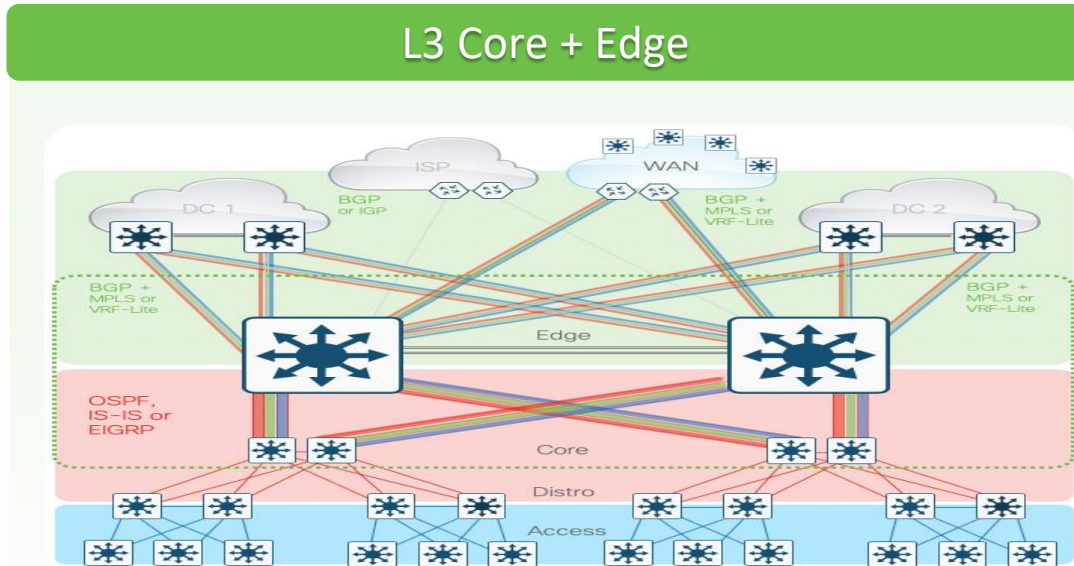 L3 Core + Edge
ISP
WAN
DC 1
BGP
or IGP
BGP +
MPLS or
VRF-Lite
DC 2
BGP +
MPLS or
VRF-Lite
BGP +
MPLS or
VRF-Lite
Edge
OSPF,
IS-IS or
EIGRP
Core
Distro
Access